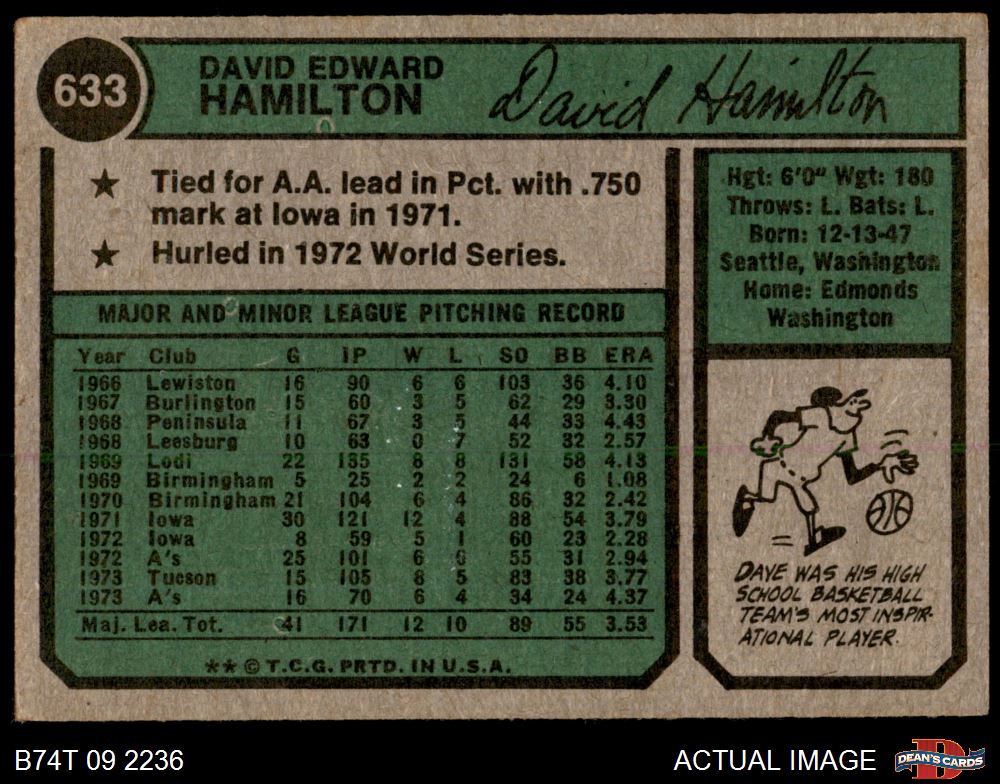 633
DAVID EDWARD
HAMILTON
David Hamilton
★ Tied for A.A. lead in Pct. with .750
mark at Iowa in 1971.
★ Hurled in 1972 World Series.
Hgt: 6'0" Wgt: 180
Throws: L. Bats: L.
Born: 12-13-47
Seattle, Washington
Home: Edmonds
Washington
MAJOR AND MINOR LEAGUE PITCHING RECORD
Year Club G IP W L SO BB ERA
1966 Lewiston 16 90 6 6 103 36 4.10
1967 Burlington 15 60 3 5 62 29 3.30
1968 Peninsula 11 67 3 5 44 33 4.43
1968 Leesburg 10 63 0 7 52 32 2.57
1969 Lodi 22 135 8 8 131 58 4.13
1969 Birmingham 5 25 2 2 24 6 1.08
1970 Birmingham 21 104 6 4 86 32 2.42
1971 Iowa 30 121 12 4 88 54 3.79
1972 Iowa 8 59 5 1 60 23 2.28
1972 A's 25 101 6 6 55 31 2.94
1973 Tucson 15 105 8 5 83 38 3.77
1973 A's 16 70 6 4 34 24 4.37
Maj. Lea. Tot. 41 171 12 10 89 55 3.53
** © T.C.G. PRTD. IN U.S.A.
DAVE WAS HIS HIGH
SCHOOL BASKETBALL
TEAM'S MOST INSPIR-
ATIONAL PLAYER.
B74T 09 2236
ACTUAL IMAGE
DEAN'S CARDS